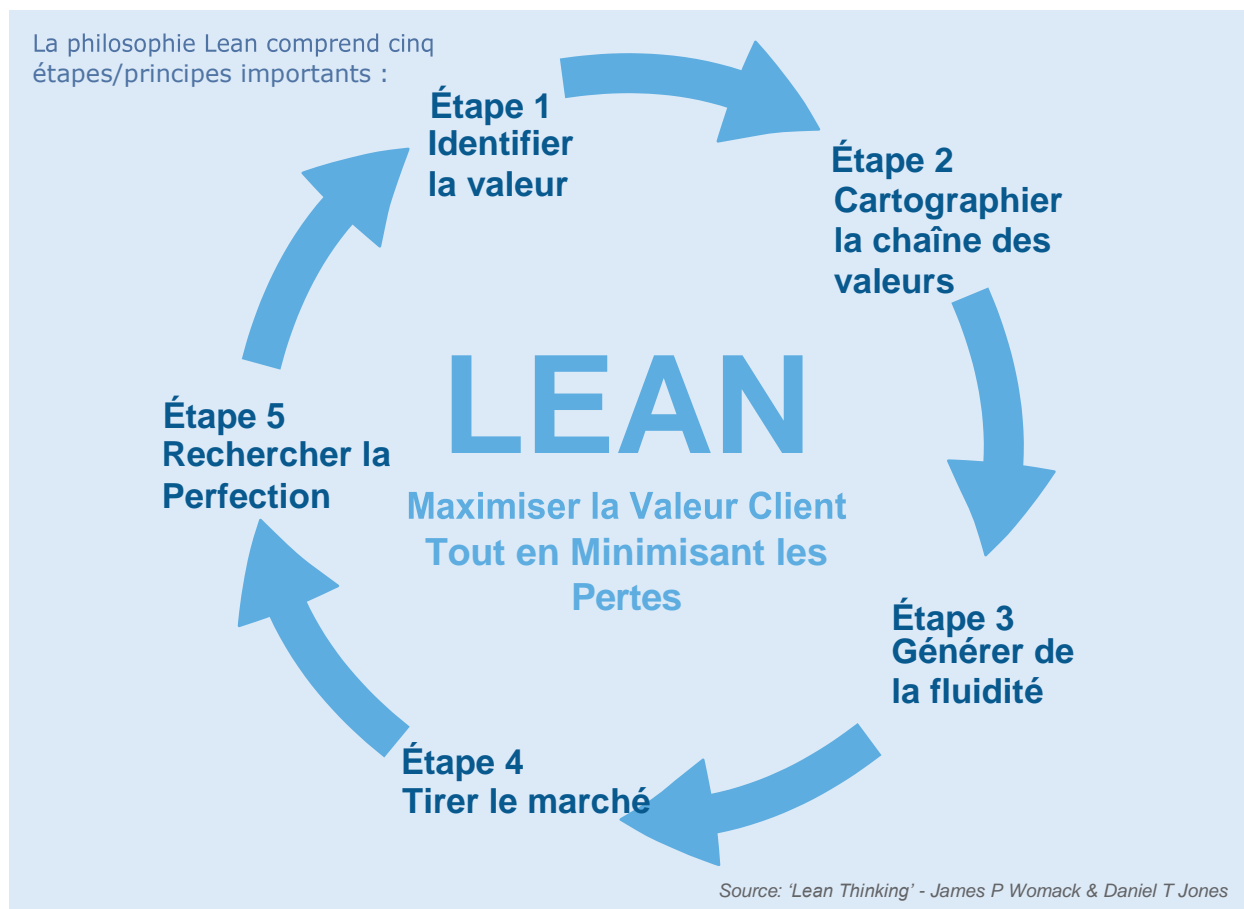 La philosophie Lean comprend cinq
étapes/principes importants :
Étape 1
Identifier
la valeur
Étape 2
Cartographier
la chaîne des
valeurs
LEAN
Maximiser la Valeur Client
Tout en Minimisant les
Pertes
Étape 3
Générer de
la fluidité
Étape 4
Tirer le marché
Étape 5
Rechercher la
Perfection
Source: ‘Lean Thinking’ - James P Womack & Daniel T Jones